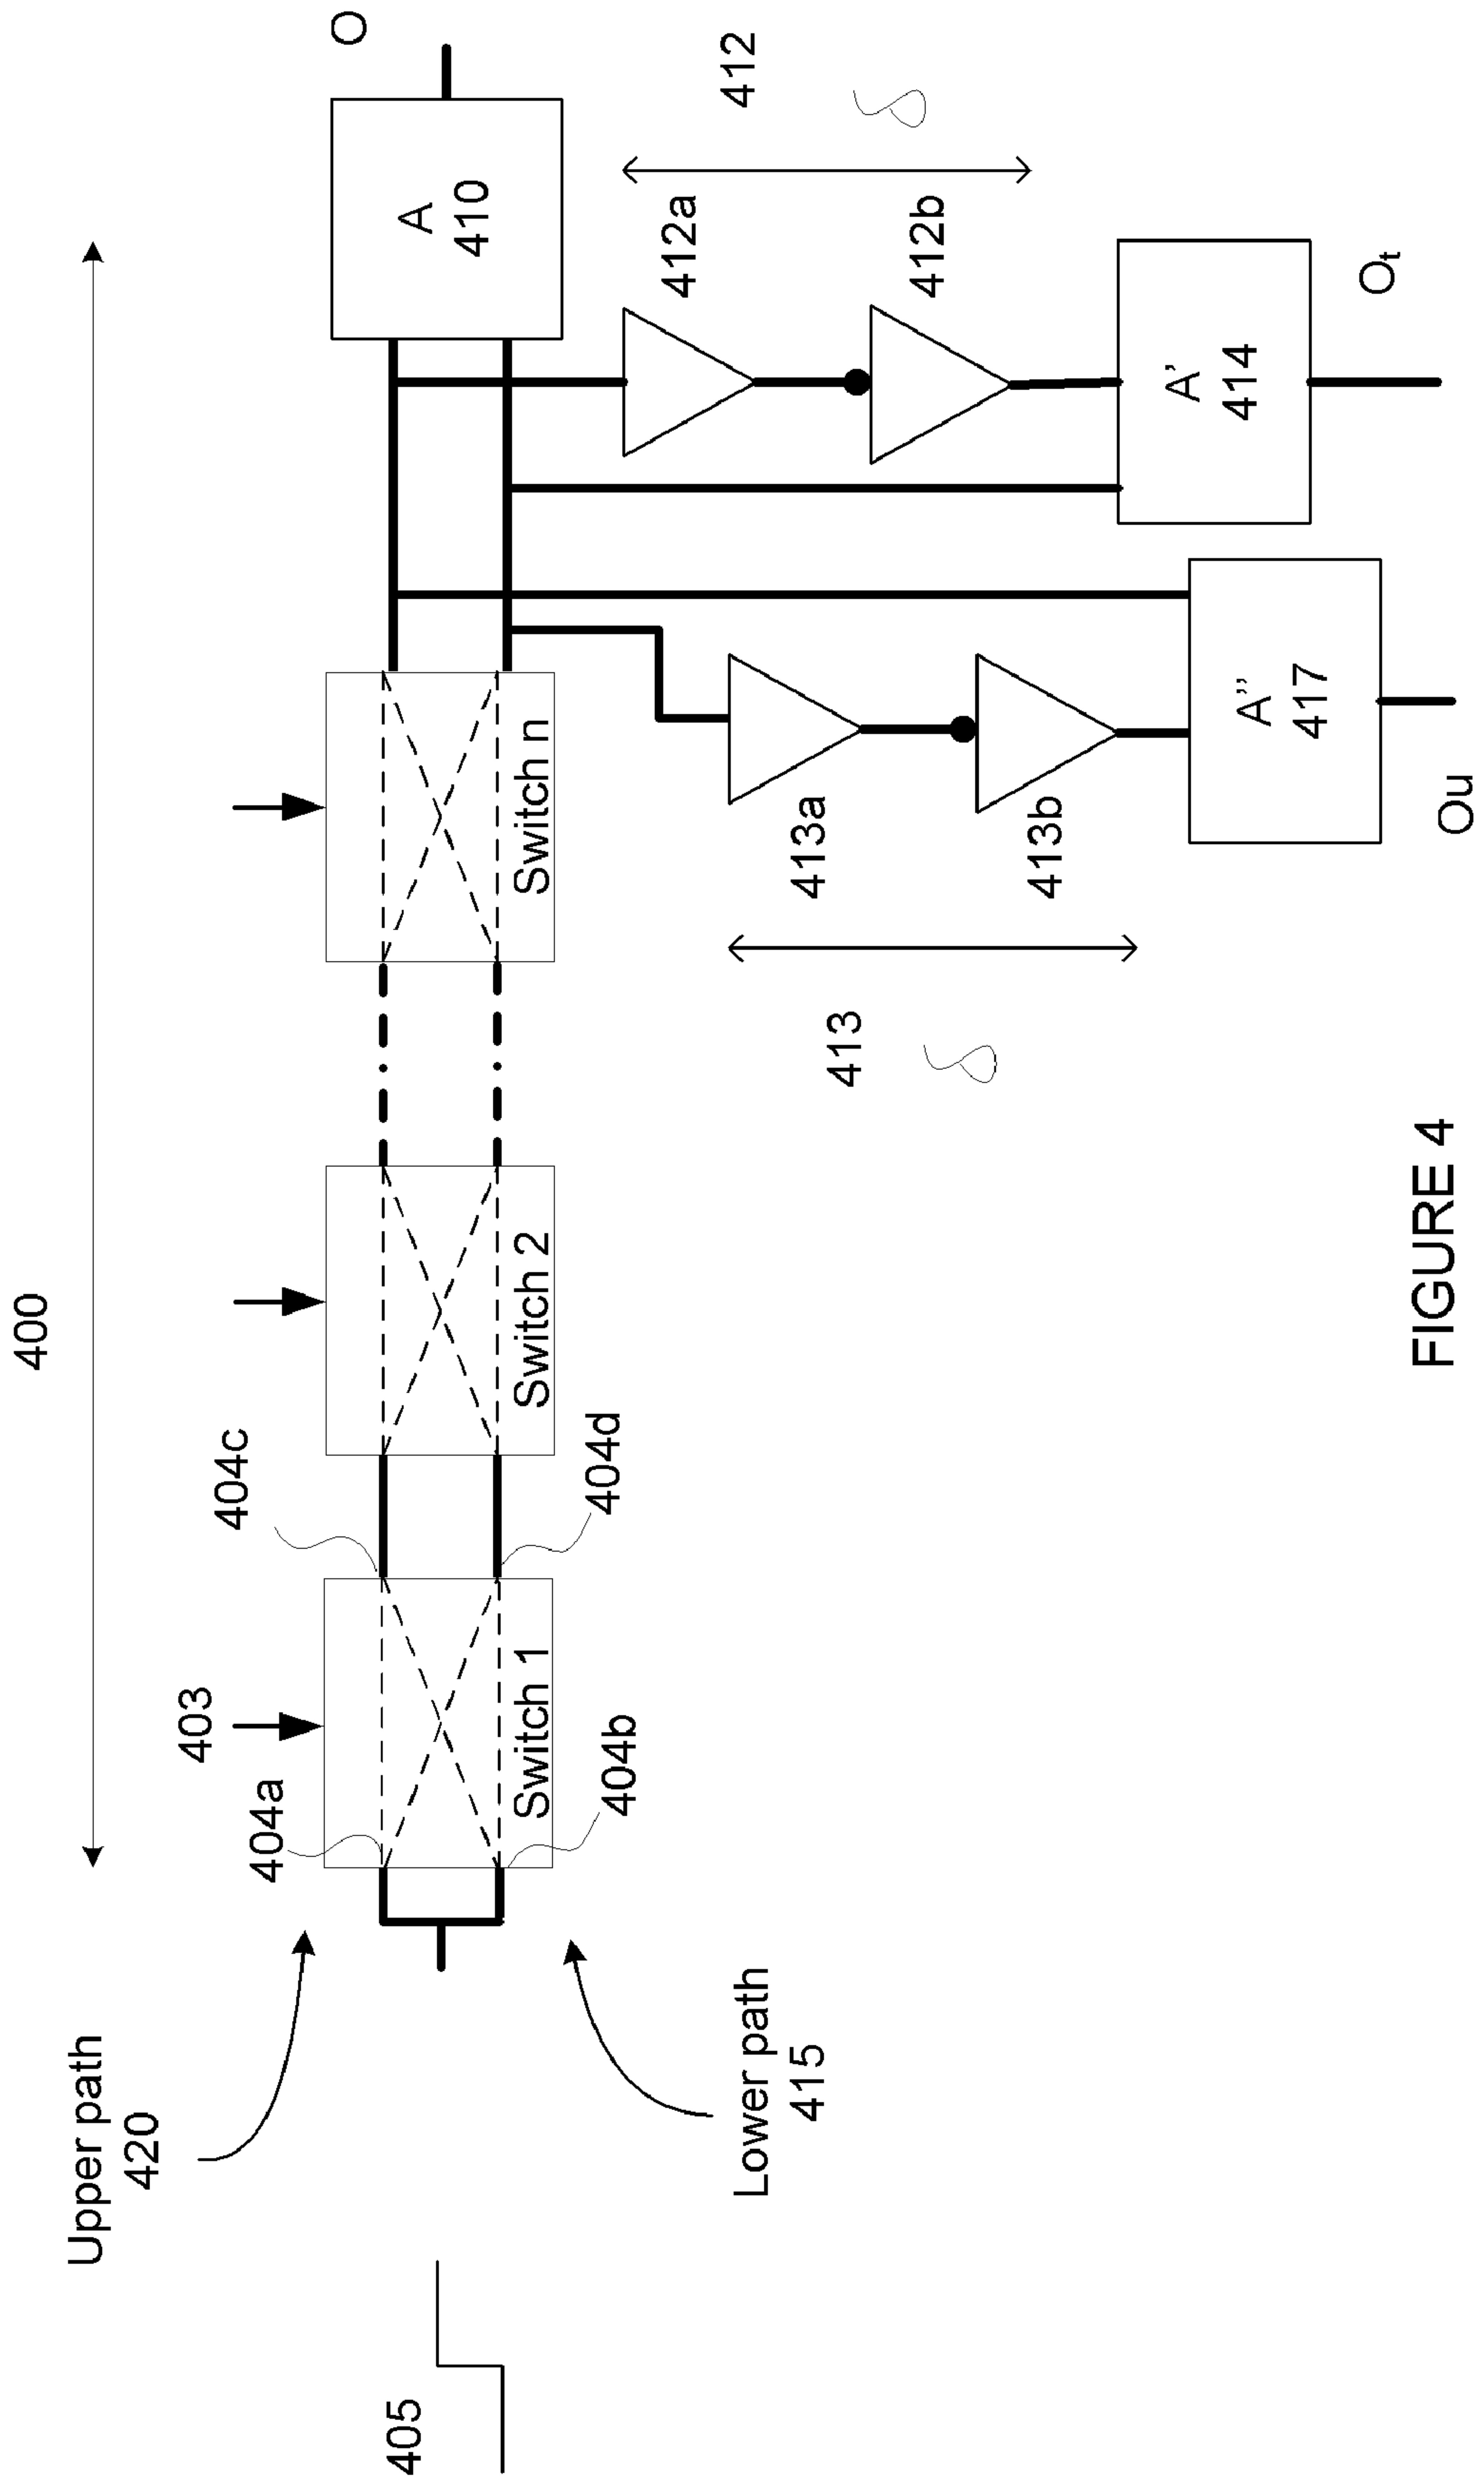 400
Upper path
420
403
404a
404c
O
A
410
405
Switch 1
Switch 2
Switch n
404b
404d
Lower path
415
412
412a
412b
413
413a
413b
A'
414
A''
417
Ot
Ou
FIGURE 4